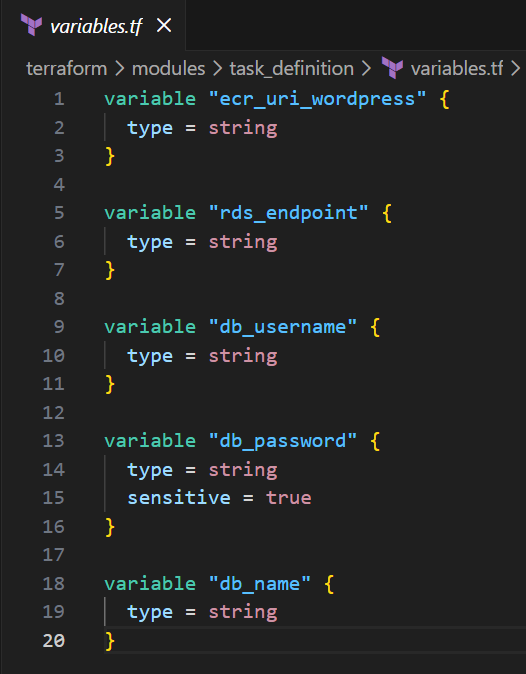 variables.tf ×
terraform > modules > task_definition > variables.tf >
1 variable "ecr_uri_wordpress" {
2   type = string
3 }
4
5 variable "rds_endpoint" {
6   type = string
7 }
8
9 variable "db_username" {
10   type = string
11 }
12
13 variable "db_password" {
14   type = string
15   sensitive = true
16 }
17
18 variable "db_name" {
19   type = string
20 }